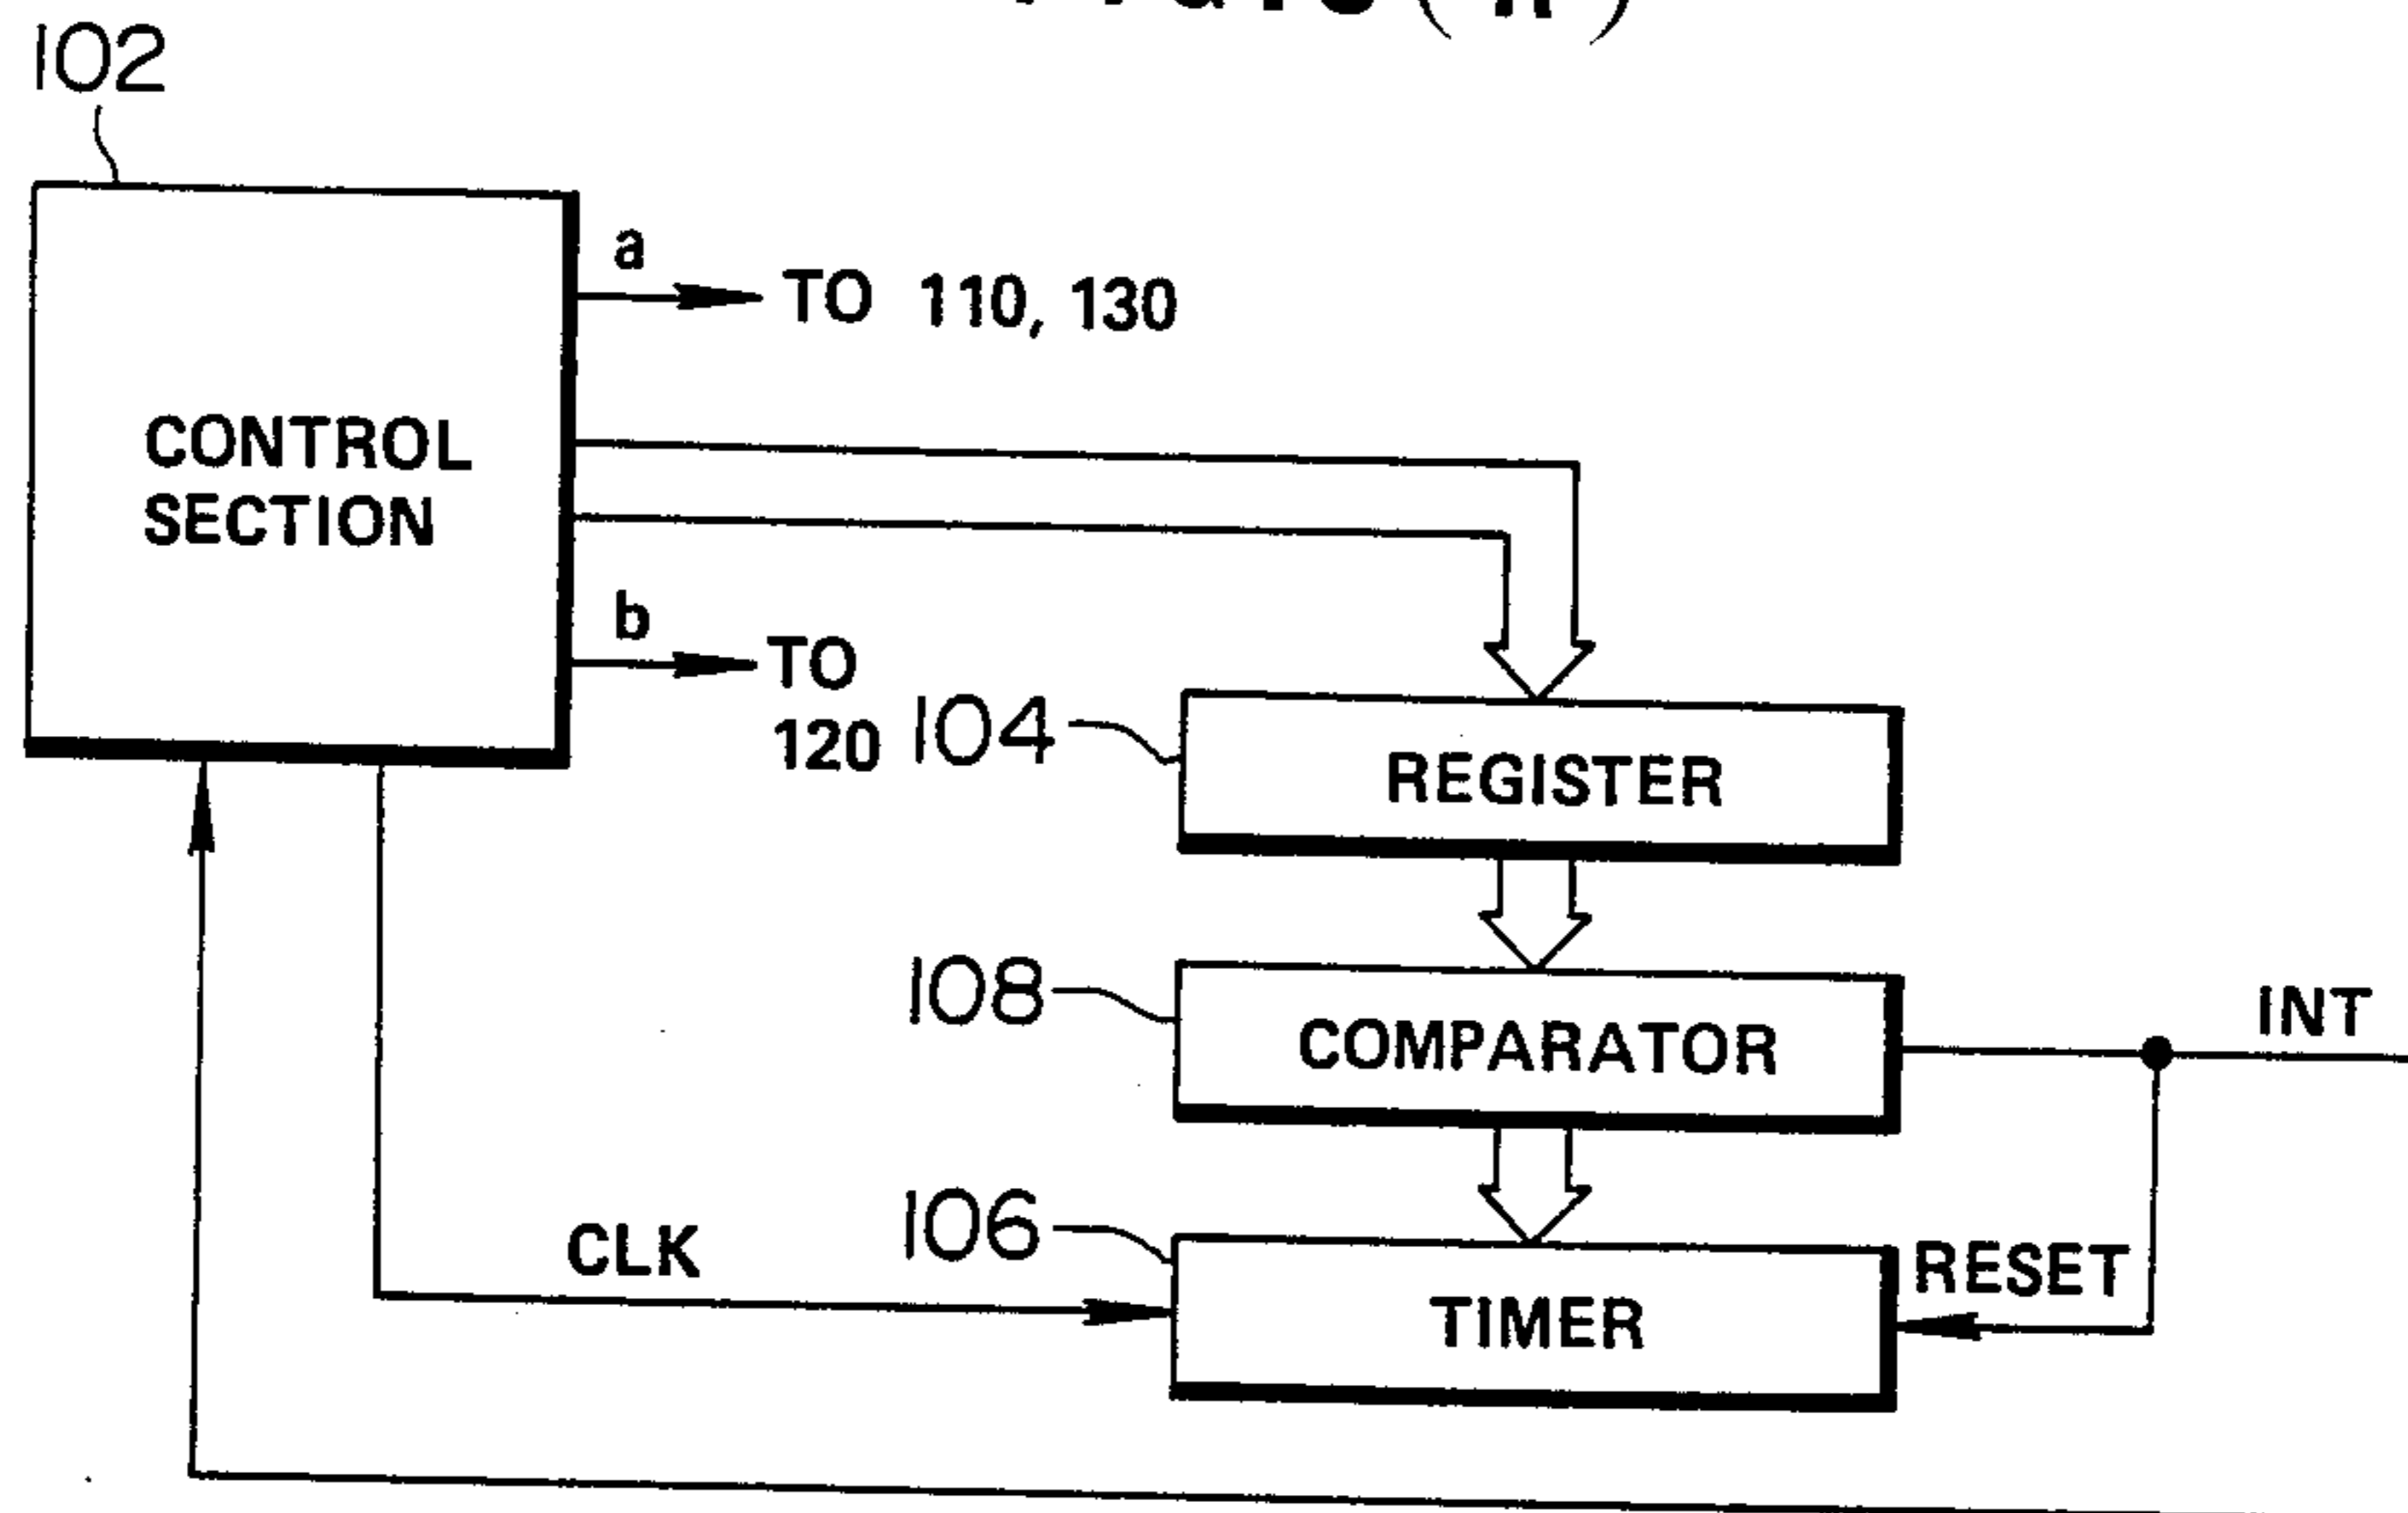 102
a
TO 110, 130
CONTROL
SECTION
b
TO
120
104
REGISTER
108
COMPARATOR
INT
106
CLK
RESET
TIMER